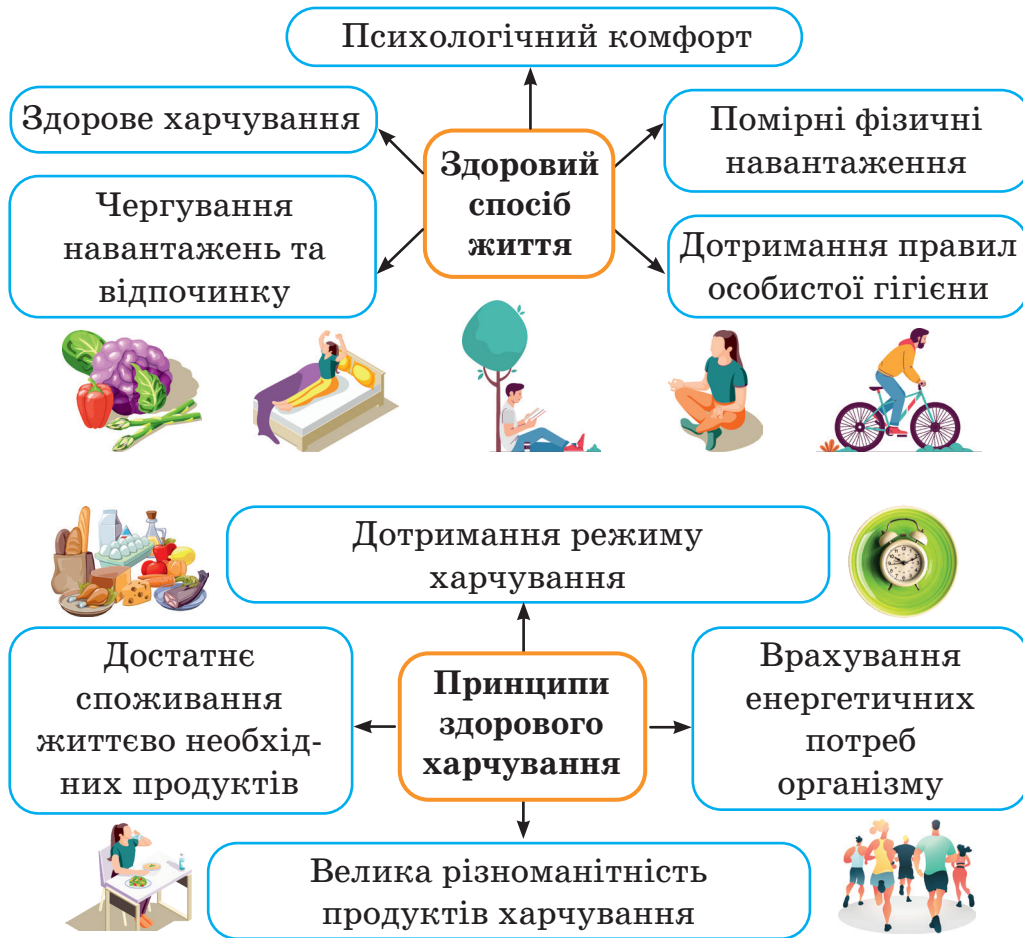 Психологічний комфорт
Здорове харчування
Здоровий
спосіб
життя
Помірні фізичні
навантаження
Чергування
навантажень та
відпочинку
Дотримання правил
особистої гігієни
Дотримання режиму
харчування
Достатнє
споживання
життєво необхід-
них продуктів
Принципи
здорового
харчування
Врахування
енергетичних
потреб
організму
Велика різноманітність
продуктів харчування